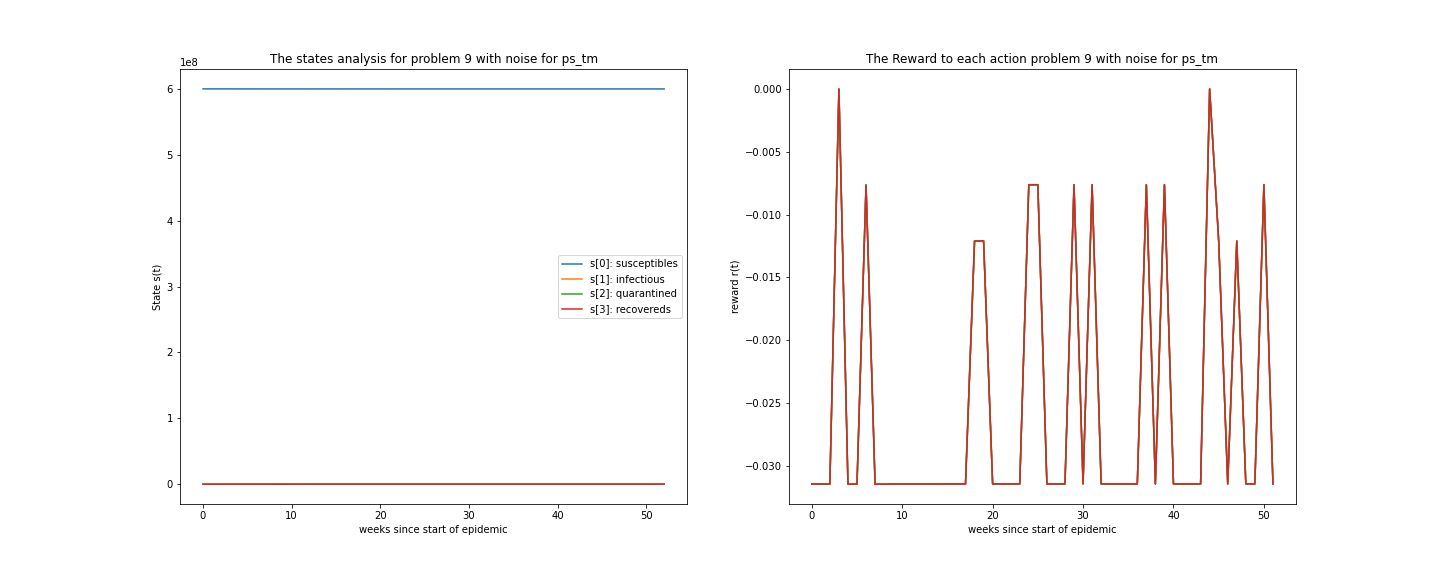 The states analysis for problem 9 with noise for ps_tm
1e8
6
5
4
3
2
1
0
State s(t)
s[0]: susceptibles
s[1]: infectious
s[2]: quarantined
s[3]: recovereds
0 10 20 30 40 50
weeks since start of epidemic
The Reward to each action problem 9 with noise for ps_tm
0.000
−0.005
−0.010
−0.015
−0.020
−0.025
−0.030
reward r(t)
0 10 20 30 40 50
weeks since start of epidemic